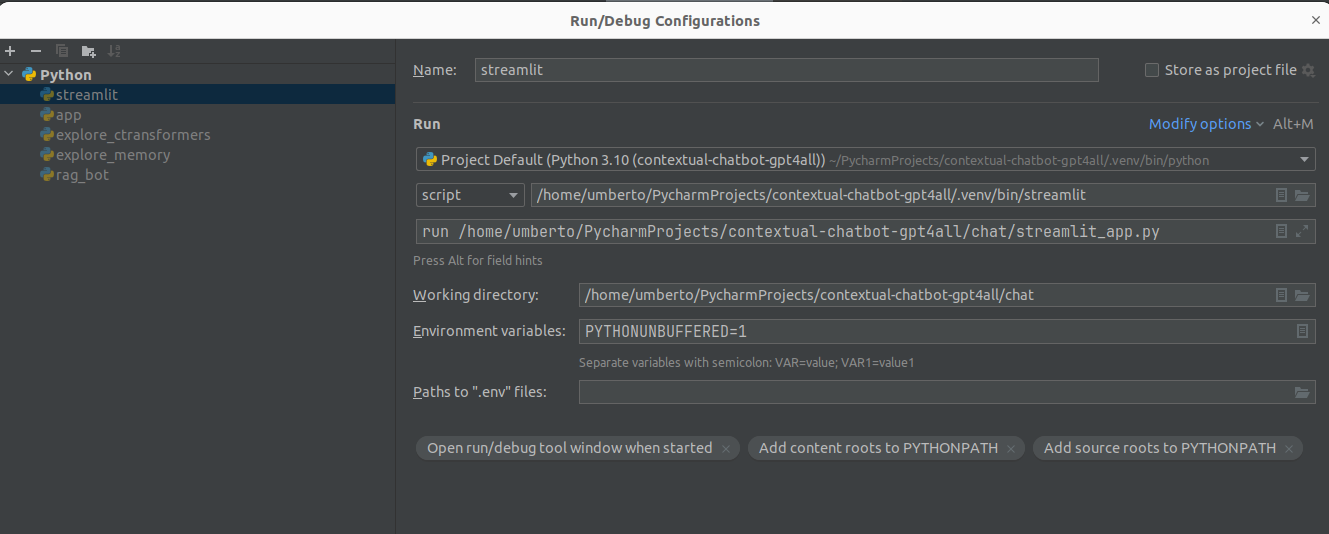 Run/Debug Configurations
Python
streamlit
app
explore_ctransformers
explore_memory
rag_bot
Name: streamlit Store as project file
Run Modify options Alt+M
Project Default (Python 3.10 (contextual-chatbot-gpt4all)) ~/PycharmProjects/contextual-chatbot-gpt4all/.venv/bin/python
script /home/umberto/PycharmProjects/contextual-chatbot-gpt4all/.venv/bin/streamlit
run /home/umberto/PycharmProjects/contextual-chatbot-gpt4all/chat/streamlit_app.py
Press Alt for field hints
Working directory: /home/umberto/PycharmProjects/contextual-chatbot-gpt4all/chat
Environment variables: PYTHONUNBUFFERED=1
Separate variables with semicolon: VAR=value; VAR1=value1
Paths to ".env" files:
Open run/debug tool window when started Add content roots to PYTHONPATH Add source roots to PYTHONPATH